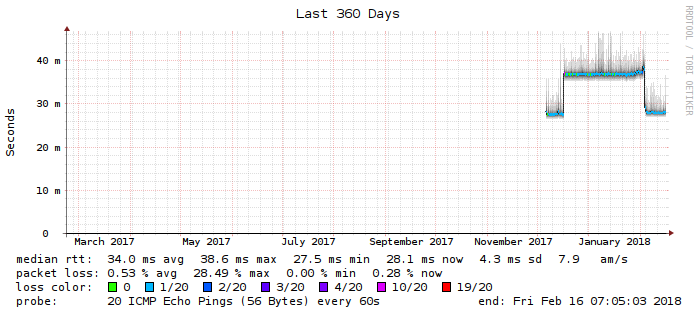 Last 360 Days
RRDTOOL / TOBI OETIKER
Seconds
40 m
30 m
20 m
10 m
0
March 2017 May 2017 July 2017 September 2017 November 2017 January 2018
median rtt: 34.0 ms avg 38.6 ms max 27.5 ms min 28.1 ms now 4.3 ms sd 7.9 am/s
packet loss: 0.53 % avg 28.49 % max 0.00 % min 0.28 % now
loss color: 0 1/20 2/20 3/20 4/20 10/20 19/20
probe: 20 ICMP Echo Pings (56 Bytes) every 60s end: Fri Feb 16 07:05:03 2018